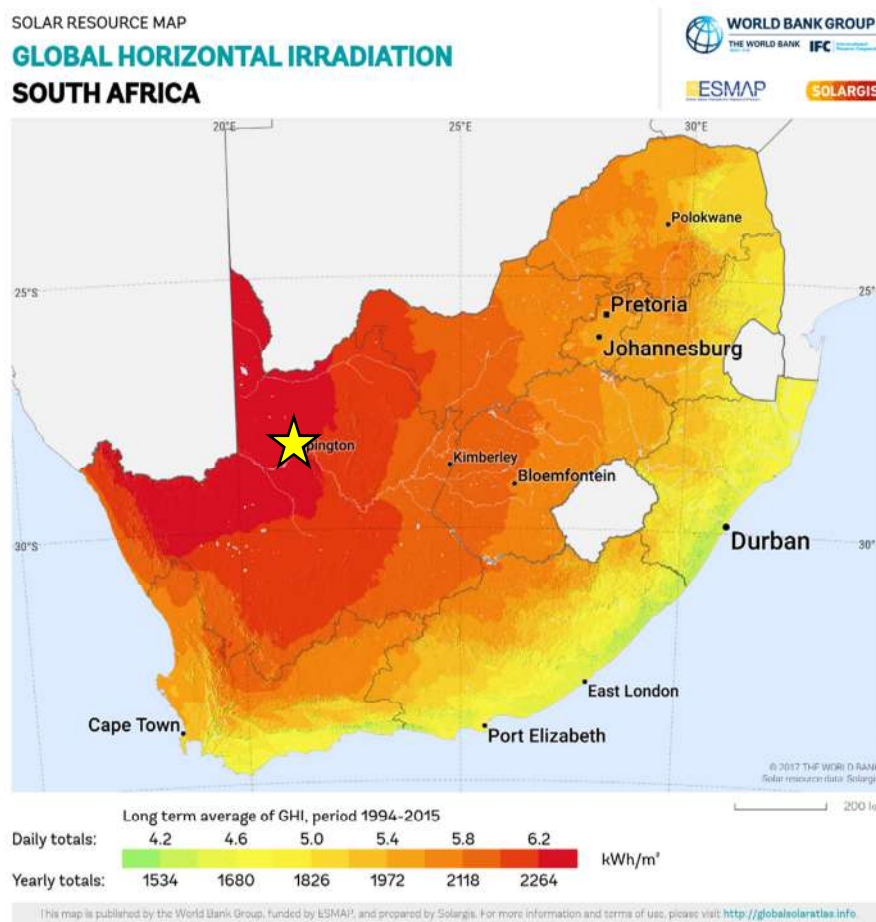 SOLAR RESOURCE MAP
GLOBAL HORIZONTAL IRRADIATION
SOUTH AFRICA
WORLD BANK GROUP
THE WORLD BANK IFC
ESMAP SOLARGIS
20°E 25°E 30°E
Polokwane
25°S 25°
Pretoria
Johannesburg
pington
Kimberley
Bloemfontein
30°S 30°
Durban
East London
Cape Town
Port Elizabeth
© 2017 THE WORLD BANK
Solar resource data: Solargis
200
Long term average of GHI, period 1994-2015
Daily totals: 4.2 4.6 5.0 5.4 5.8 6.2
kWh/m²
Yearly totals: 1534 1680 1826 1972 2118 2264
This map is published by the World Bank Group, funded by ESMAP, and prepared by Solargis. For more information and terms of use, please visit http://globalsolaratlas.info.